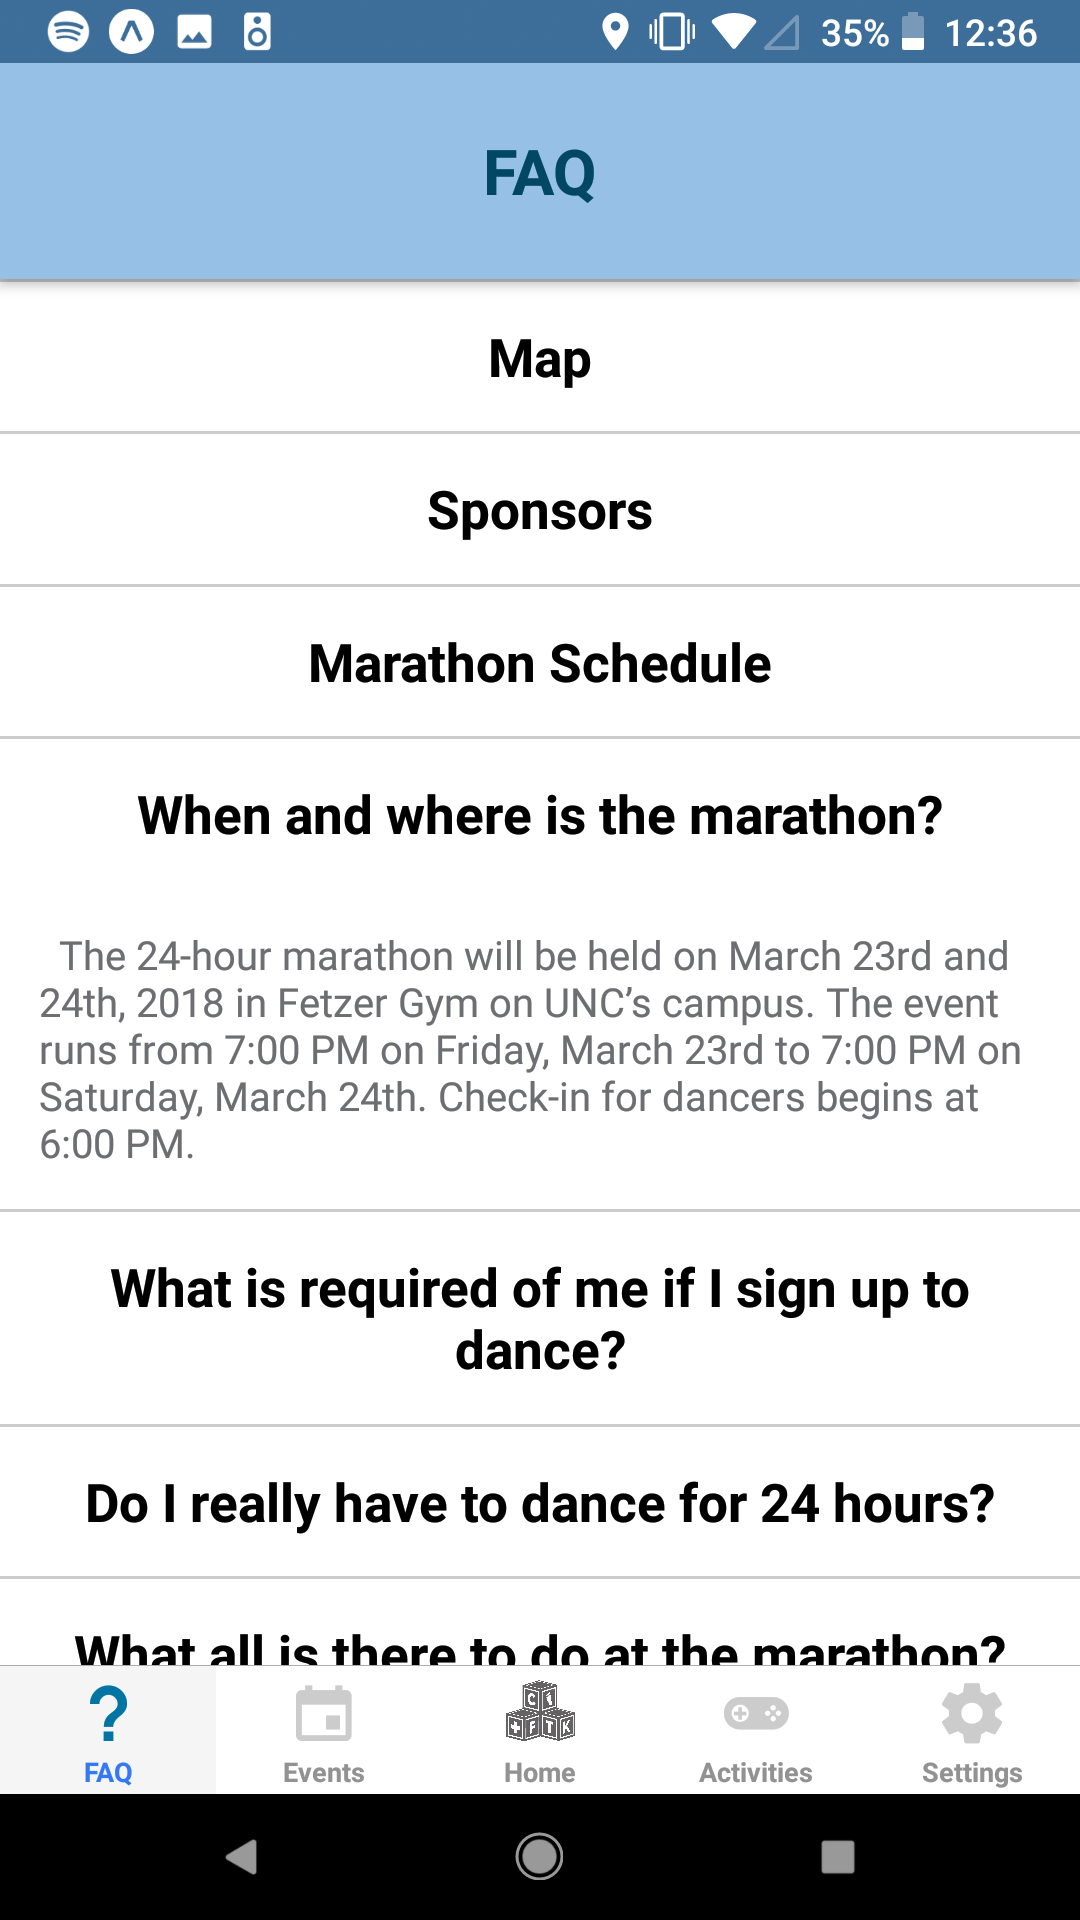 35% 12:36
FAQ
Map
Sponsors
Marathon Schedule
When and where is the marathon?
The 24-hour marathon will be held on March 23rd and
24th, 2018 in Fetzer Gym on UNC’s campus. The event
runs from 7:00 PM on Friday, March 23rd to 7:00 PM on
Saturday, March 24th. Check-in for dancers begins at
6:00 PM.
What is required of me if I sign up to
dance?
Do I really have to dance for 24 hours?
What all is there to do at the marathon?
FAQ Events Home Activities Settings